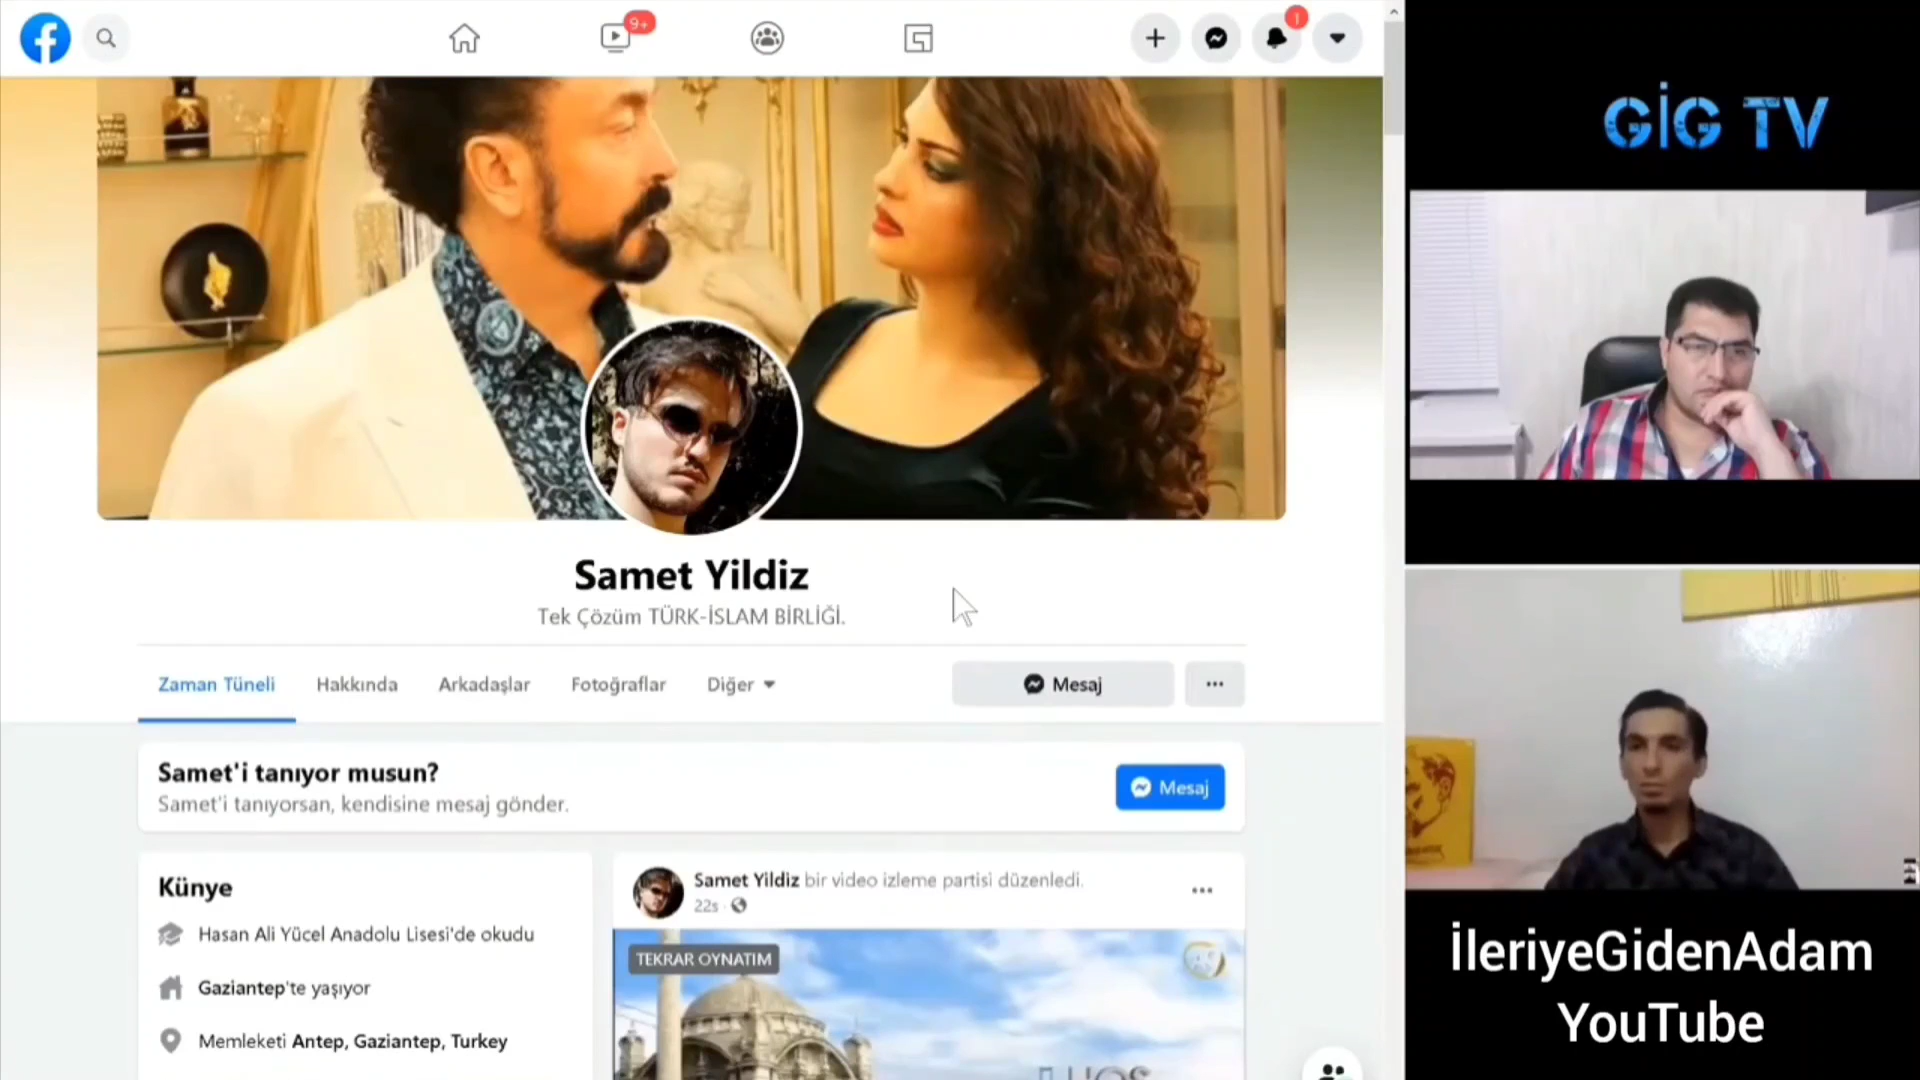 9+
1
GİG TV
Samet Yildiz
Tek Çözüm TÜRK-İSLAM BİRLİĞİ.
Zaman Tüneli
Hakkında
Arkadaşlar
Fotoğraflar
Diğer
Mesaj
Samet'i tanıyor musun?
Samet'i tanıyorsan, kendisine mesaj gönder.
Mesaj
Künye
Hasan Ali Yücel Anadolu Lisesi'de okudu
Gaziantep'te yaşıyor
Memleketi Antep, Gaziantep, Turkey
Samet Yildiz bir video izleme partisi düzenledi.
22s ·
TEKRAR OYNATIM
İleriyeGidenAdam
YouTube